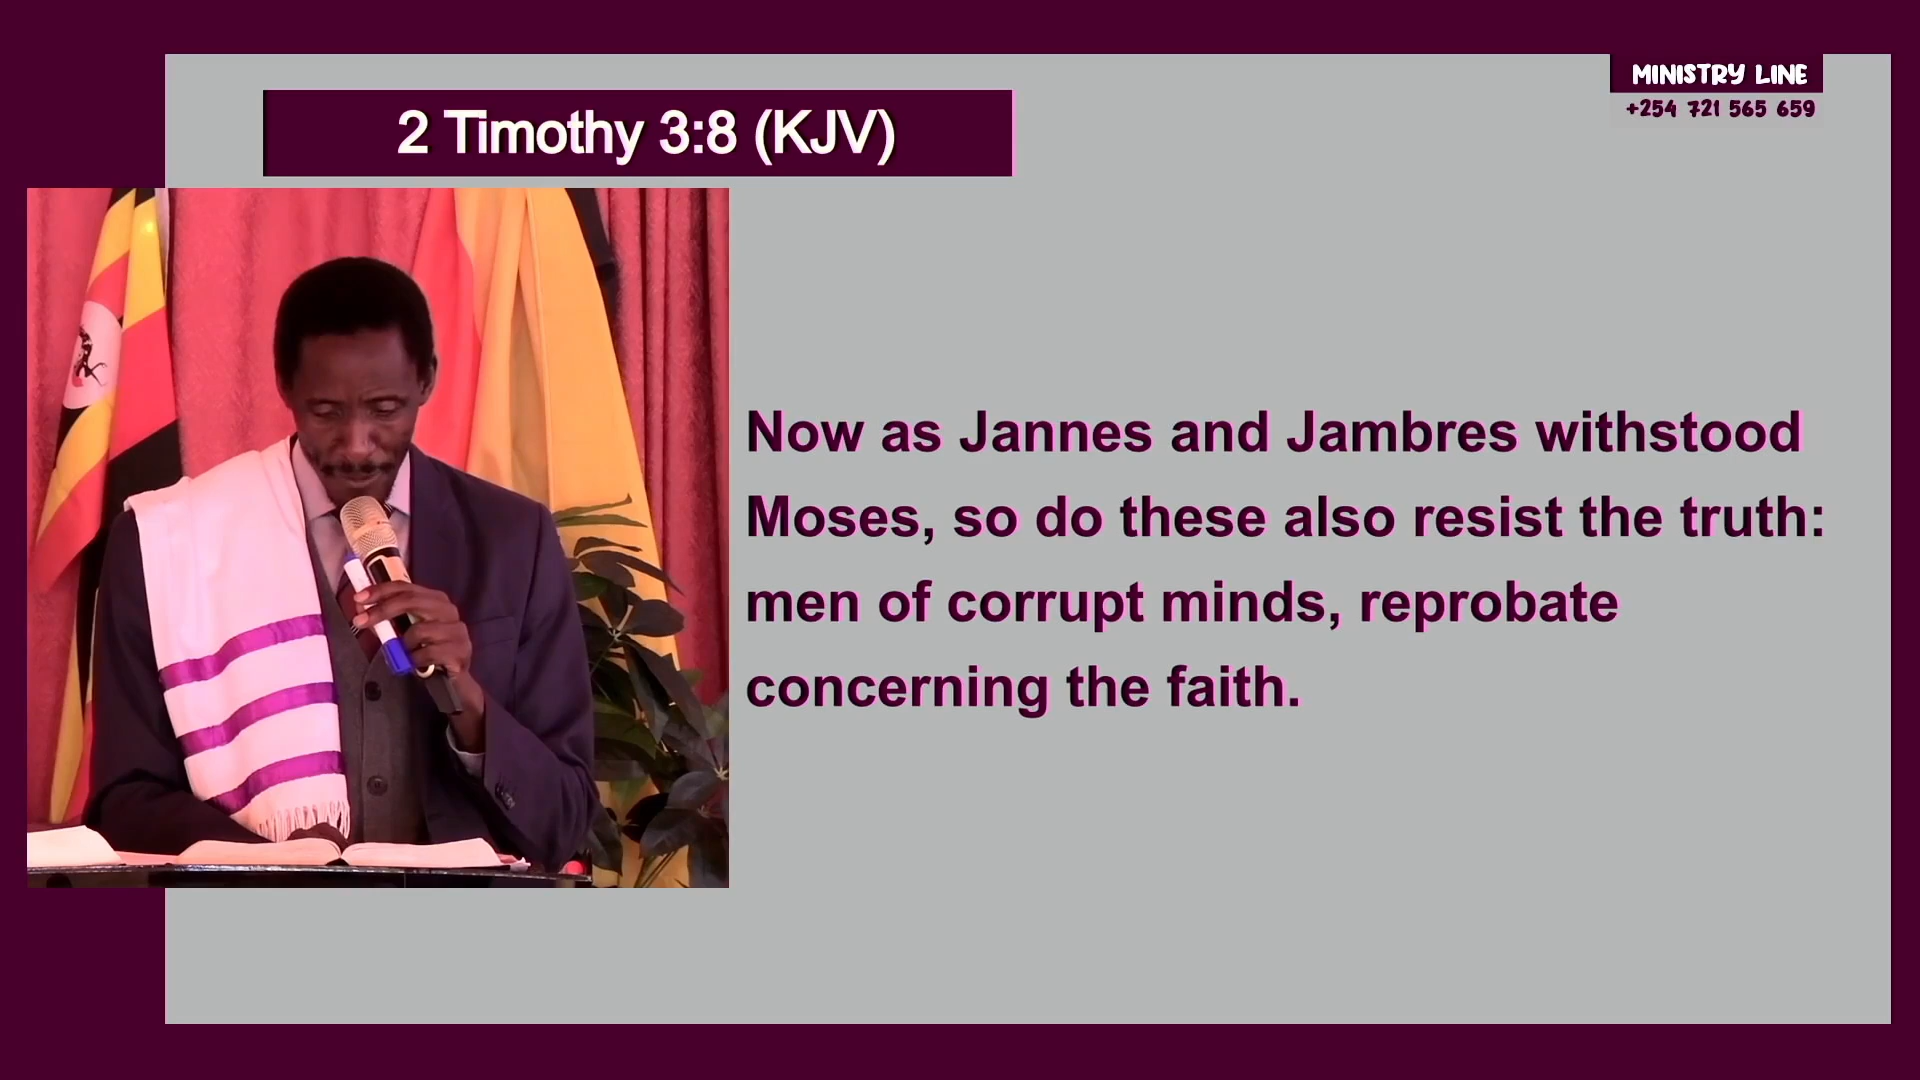 MINISTRY LINE
+254 721 565 659
2 Timothy 3:8 (KJV)
Now as Jannes and Jambres withstood
Moses, so do these also resist the truth:
men of corrupt minds, reprobate
concerning the faith.